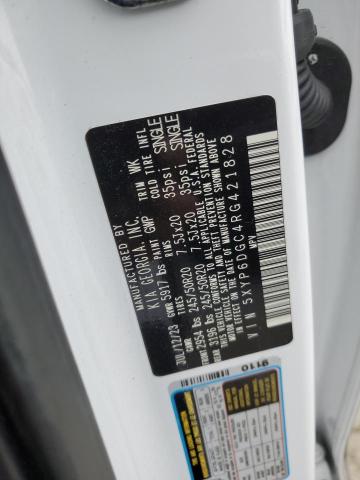 MANUFACTURED BY
KIA GEORGIA, INC.
PAINT GWP TRIM WK
JUL/12/23 GVWR 5917 lbs
GAWR TIRES RIMS COLD TIRE INFL
FRONT 2954 lbs 245/50R20 7.5Jx20 35psi SINGLE
REAR 3196 lbs 245/50R20 7.5Jx20 35psi SINGLE
THIS VEHICLE CONFORMS TO ALL APPLICABLE U.S.A. FEDERAL
MOTOR VEHICLE SAFETY, BUMPER, AND THEFT PREVENTION STANDARDS
IN EFFECT ON THE DATE OF MANUFACTURE SHOWN ABOVE
VIN 5XYP6DGC4RG421828
MPV
9110